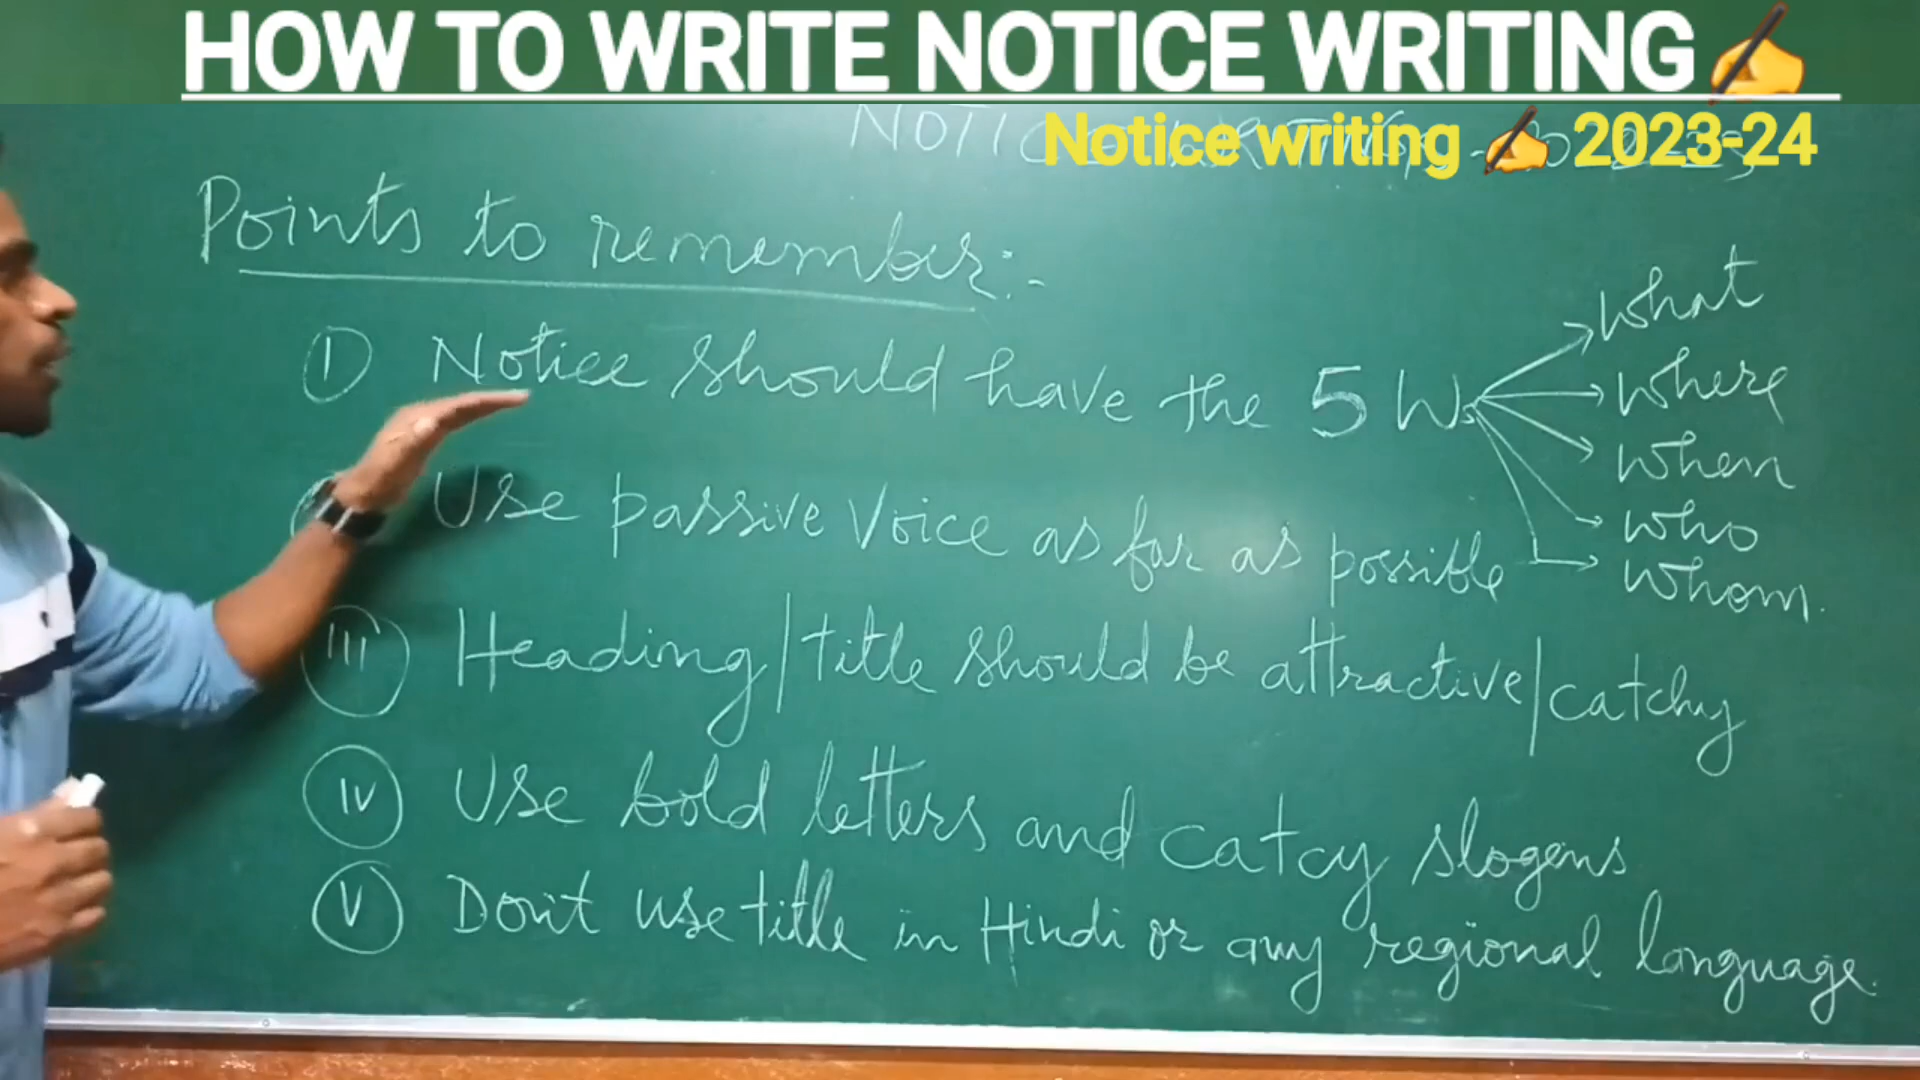 HOW TO WRITE NOTICE WRITING✍
Notice writing ✍ 2023-24
Points to remember:-
I Notice should have the 5 Ws
what
where
when
who
whom.
Use passive voice as far as possible
III Heading/title should be attractive/catchy
IV Use bold letters and catcy slogens
V Don't use title in Hindi or any regional language.